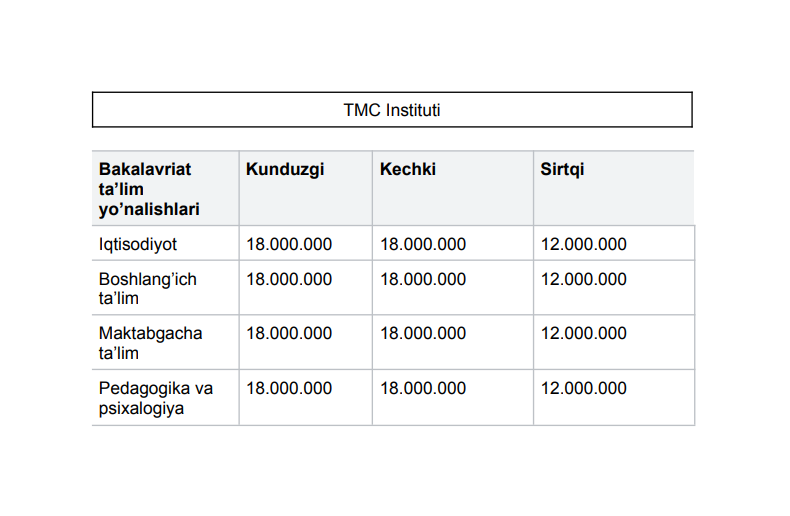 TMC Instituti
Bakalavriat
ta’lim
yo’nalishlari
Kunduzgi
Kechki
Sirtqi
Iqtisodiyot
18.000.000
18.000.000
12.000.000
Boshlang’ich
ta’lim
18.000.000
18.000.000
12.000.000
Maktabgacha
ta’lim
18.000.000
18.000.000
12.000.000
Pedagogika va
psixalogiya
18.000.000
18.000.000
12.000.000